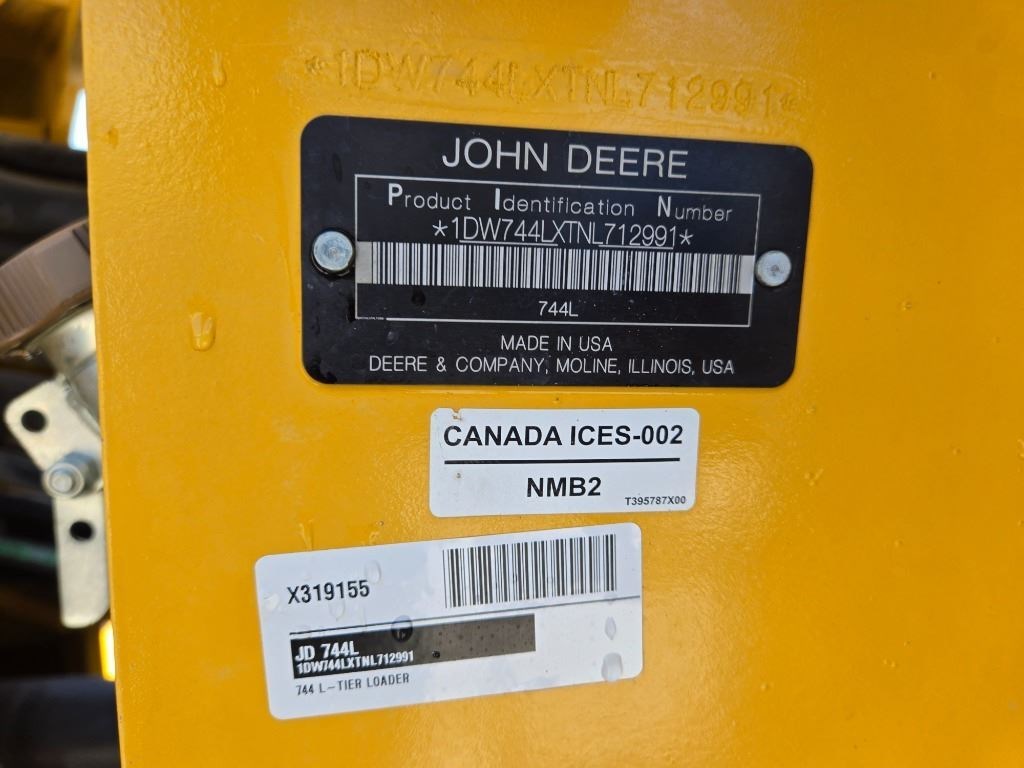 *1DW744LXTNL712991*
JOHN DEERE
Product Identification Number
*1DW744LXTNL712991*
744L
MADE IN USA
DEERE & COMPANY, MOLINE, ILLINOIS, USA
CANADA ICES-002
NMB2
T395787X00
X319155
JD 744L
1DW744LXTNL712991
744 L-TIER LOADER